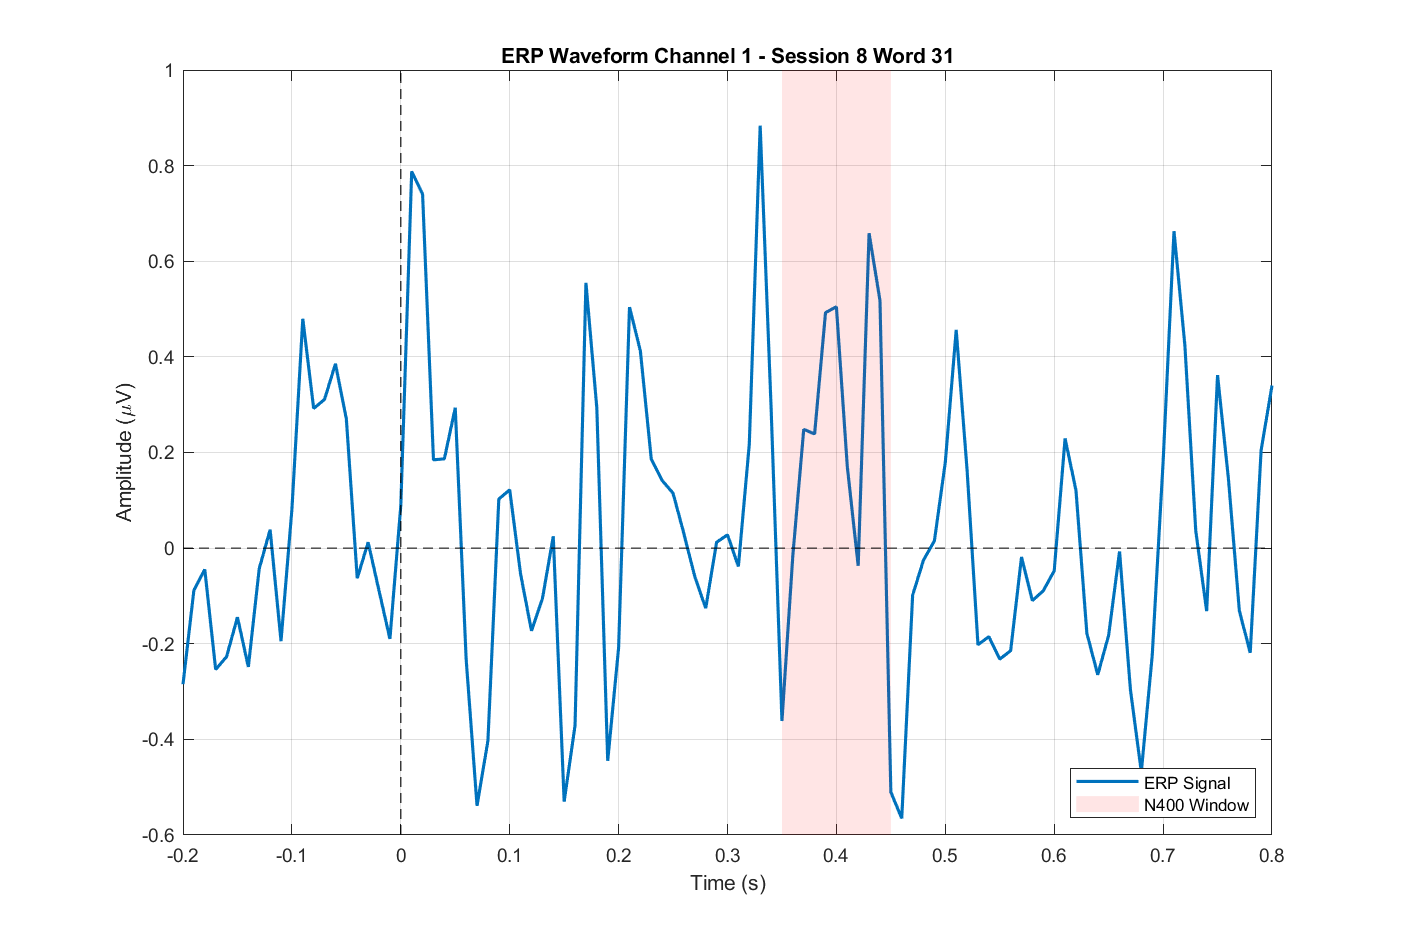 ERP Waveform Channel 1 - Session 8 Word 31
1
0.8
0.6
0.4
0.2
0
-0.2
-0.4
-0.6
Amplitude (μV)
-0.2 -0.1 0 0.1 0.2 0.3 0.4 0.5 0.6 0.7 0.8
Time (s)
ERP Signal
N400 Window